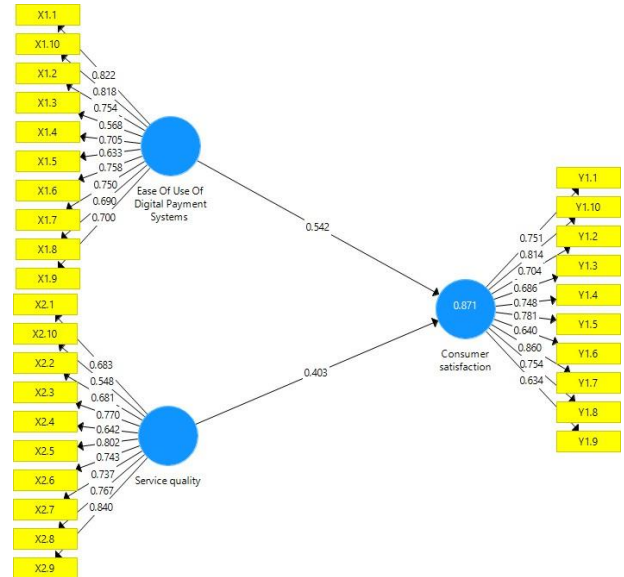 X1.1
X1.10
X1.2
X1.3
X1.4
X1.5
X1.6
X1.7
X1.8
X1.9
0.822
0.818
0.754
0.568
0.705
0.633
0.758
0.750
0.690
0.700
Ease Of Use Of
Digital Payment
Systems
0.542
X2.1
X2.10
X2.2
X2.3
X2.4
X2.5
X2.6
X2.7
X2.8
X2.9
0.683
0.548
0.681
0.770
0.642
0.802
0.743
0.737
0.767
0.840
Service quality
0.403
0.871
Consumer
satisfaction
0.751
0.814
0.704
0.686
0.748
0.781
0.640
0.860
0.754
0.634
Y1.1
Y1.10
Y1.2
Y1.3
Y1.4
Y1.5
Y1.6
Y1.7
Y1.8
Y1.9